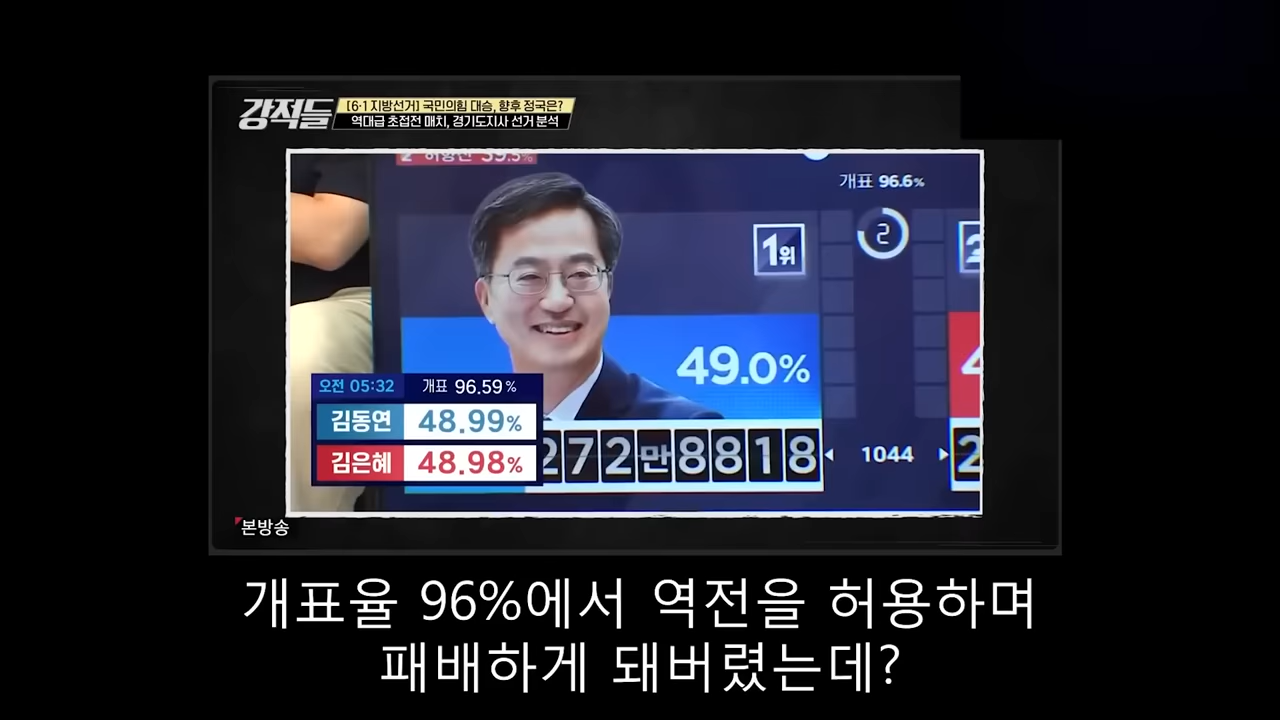 강적들
[6·1 지방선거] 국민의힘 대승, 향후 정국은?
역대급 초접전 매치, 경기도지사 선거 분석
개표 96.6%
1위
2
49.0%
오전 05:32 개표 96.59%
김동연 48.99%
김은혜 48.98%
272만8818
◀ 1044 ▶
본방송
개표율 96%에서 역전을 허용하며
패배하게 돼버렸는데?